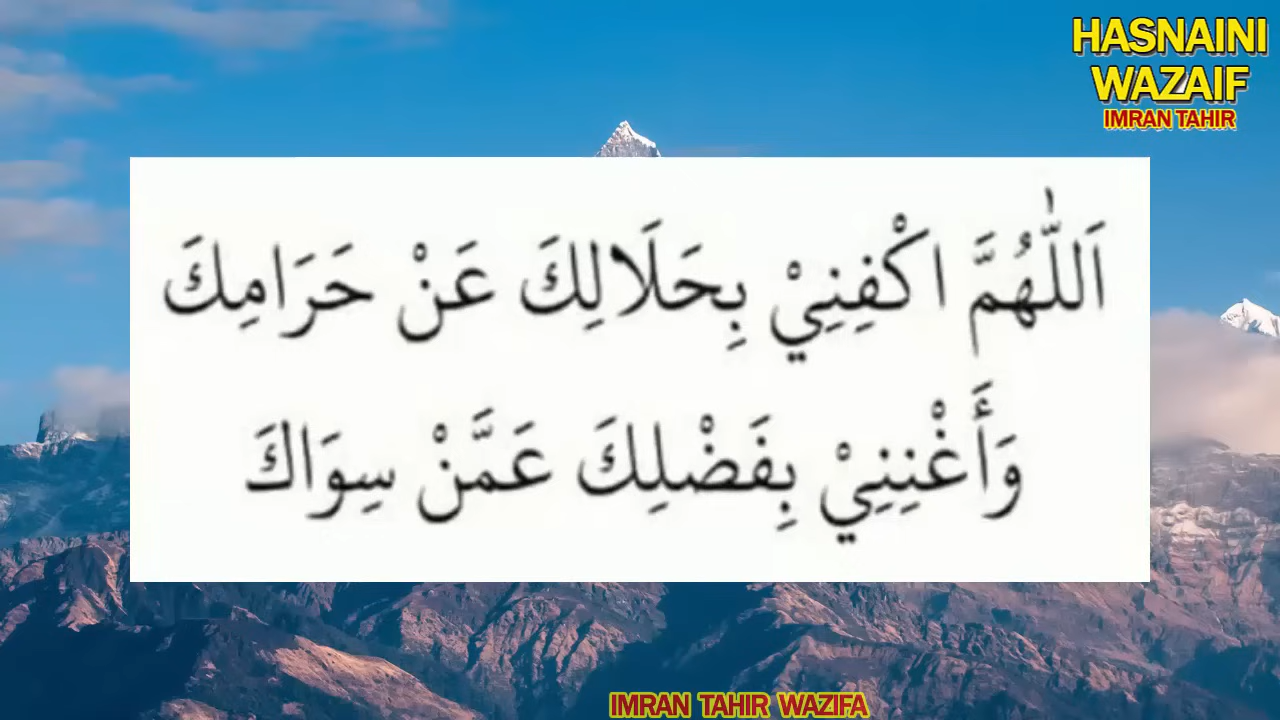 HASNAINI
WAZAIF
IMRAN TAHIR
اَللّٰهُمَّ اكْفِنِيْ بِحَلَالِكَ عَنْ حَرَامِكَ
وَأَغْنِنِيْ بِفَضْلِكَ عَمَّنْ سِوَاكَ
IMRAN TAHIR WAZIFA